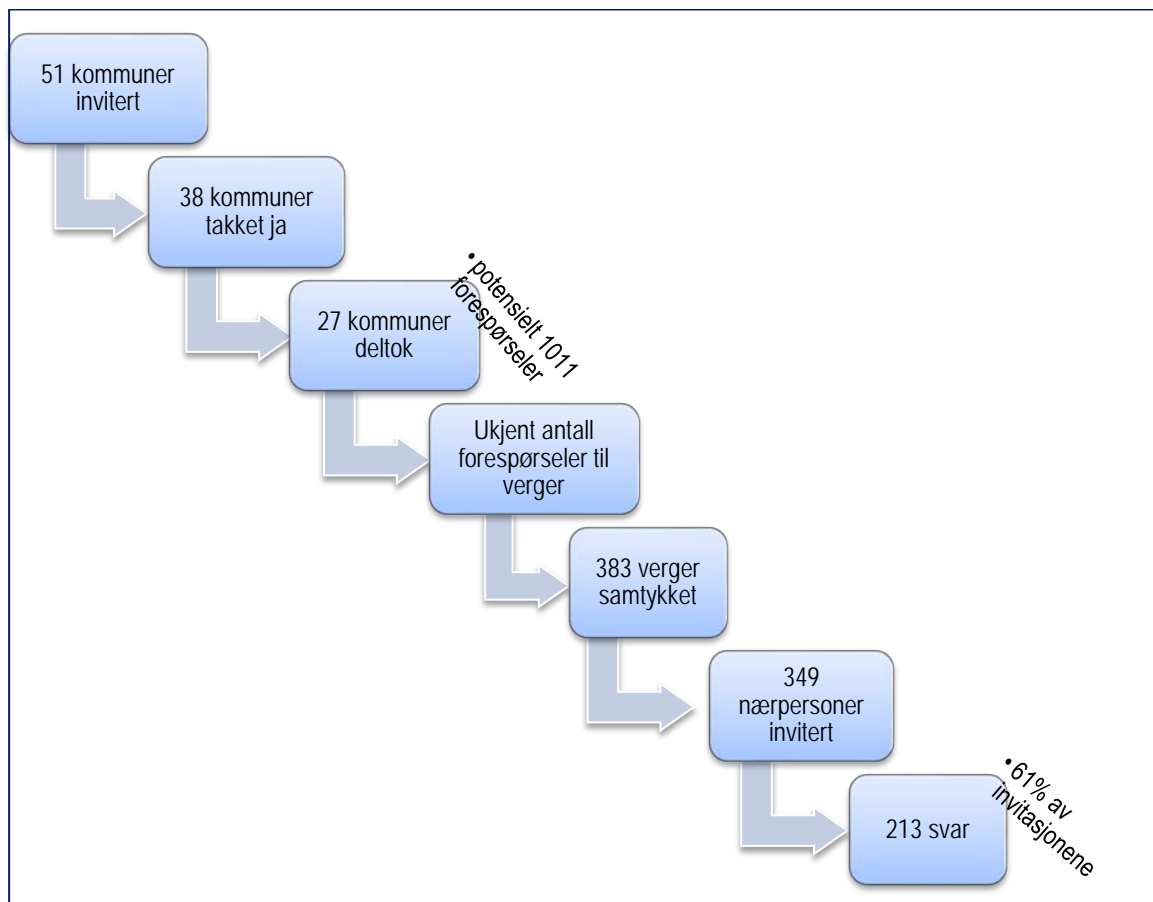 51 kommuner
invitert
38 kommuner
takket ja
27 kommuner
deltok
• potensielt 1011
forespørseler
Ukjent antall
forespørseler til
verger
383 verger
samtykket
349
nærpersoner
invitert
213 svar
• 61% av
invitasjonene